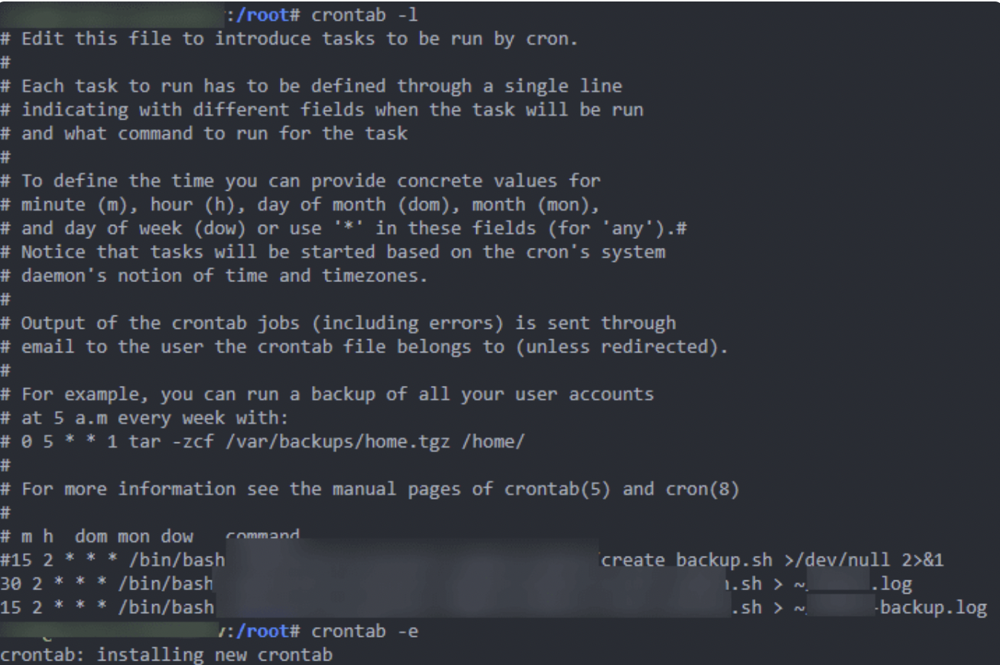 :/root# crontab -l
# Edit this file to introduce tasks to be run by cron.
#
# Each task to run has to be defined through a single line
# indicating with different fields when the task will be run
# and what command to run for the task
#
# To define the time you can provide concrete values for
# minute (m), hour (h), day of month (dom), month (mon),
# and day of week (dow) or use '*' in these fields (for 'any').#
# Notice that tasks will be started based on the cron's system
# daemon's notion of time and timezones.
#
# Output of the crontab jobs (including errors) is sent through
# email to the user the crontab file belongs to (unless redirected).
#
# For example, you can run a backup of all your user accounts
# at 5 a.m every week with:
# 0 5 * * 1 tar -zcf /var/backups/home.tgz /home/
#
# For more information see the manual pages of crontab(5) and cron(8)
#
# m h  dom mon dow   command
#15 2 * * * /bin/bash create_backup.sh >/dev/null 2>&1
30 2 * * * /bin/bash .sh > ~ .log
15 2 * * * /bin/bash .sh > ~ -backup.log
:/root# crontab -e
crontab: installing new crontab